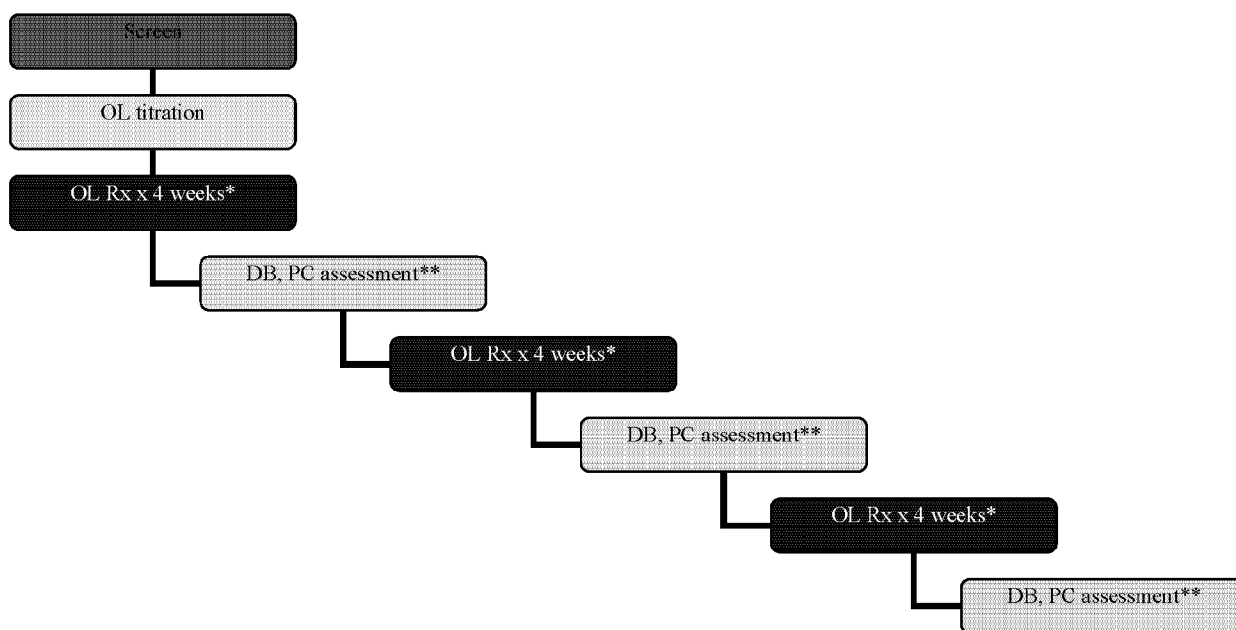 Screen
OL titration
OL Rx x 4 weeks*
DB, PC assessment**
OL Rx x 4 weeks*
DB, PC assessment**
OL Rx x 4 weeks*
DB, PC assessment**